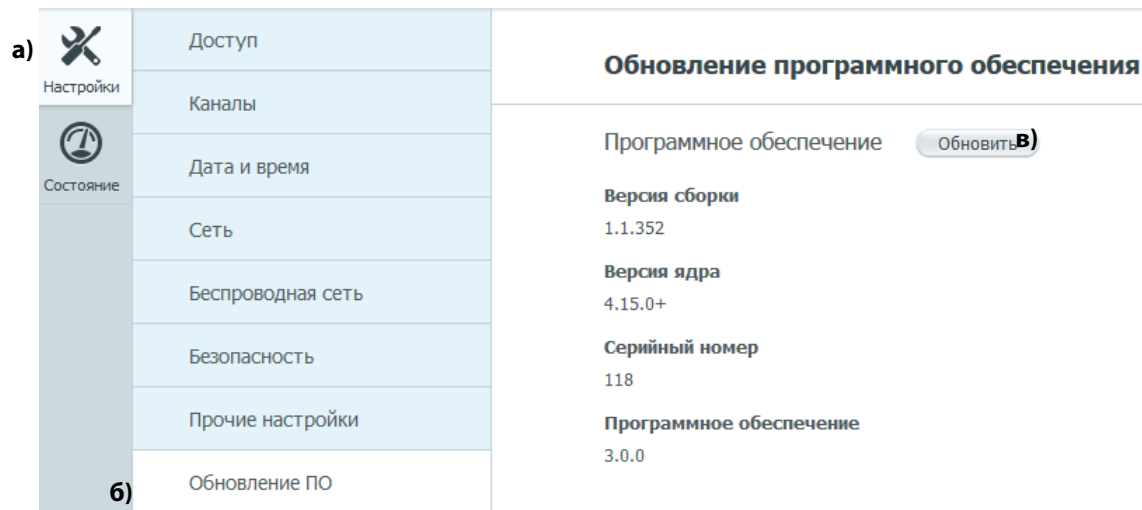 а)
Настройки
Состояние
Доступ
Каналы
Дата и время
Сеть
Беспроводная сеть
Безопасность
Прочие настройки
б)
Обновление ПО
Обновление программного обеспечения
Программное обеспечение
Обновить
в)
Версия сборки
1.1.352
Версия ядра
4.15.0+
Серийный номер
118
Программное обеспечение
3.0.0